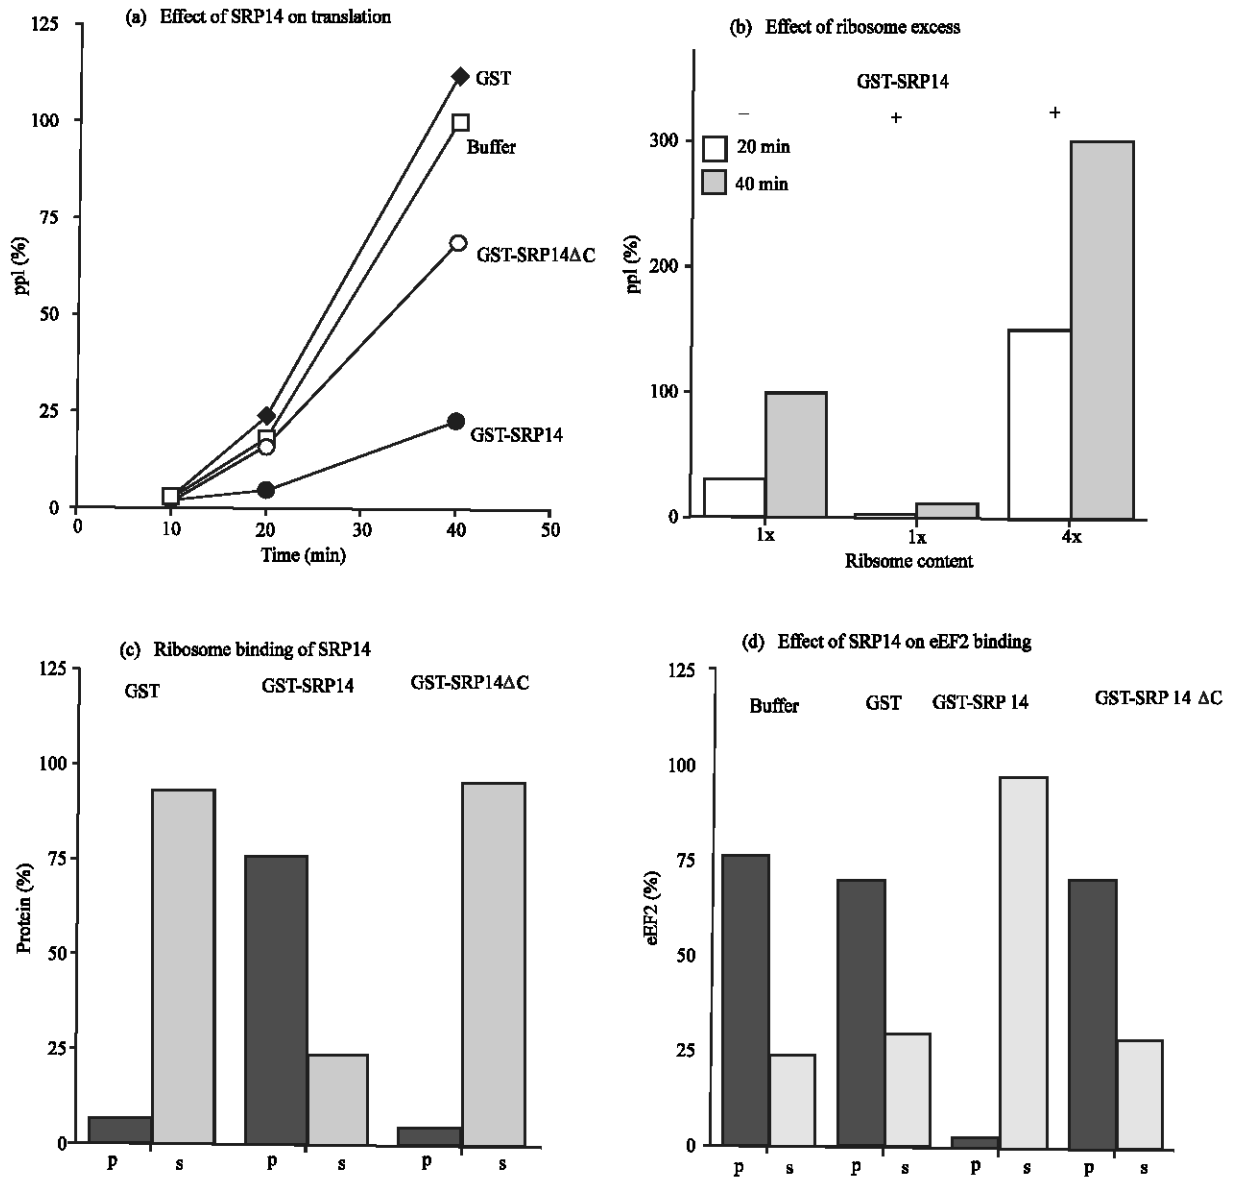 (a) Effect of SRP14 on translation
125
100
75
50
25
0
ppl (%)
GST
Buffer
GST-SRP14ΔC
GST-SRP14
0 10 20 30 40 50
Time (min)
(b) Effect of ribosome excess
GST-SRP14
– + +
20 min
40 min
300
200
100
0
ppl (%)
1x 1x 4x
Ribsome content
(c) Ribosome binding of SRP14
125
100
75
50
25
0
Protein (%)
GST GST-SRP14 GST-SRP14ΔC
p s p s p s
(d) Effect of SRP14 on eEF2 binding
125
100
75
50
25
0
eEF2 (%)
Buffer GST GST-SRP 14 GST-SRP 14 ΔC
p s p s p s p s